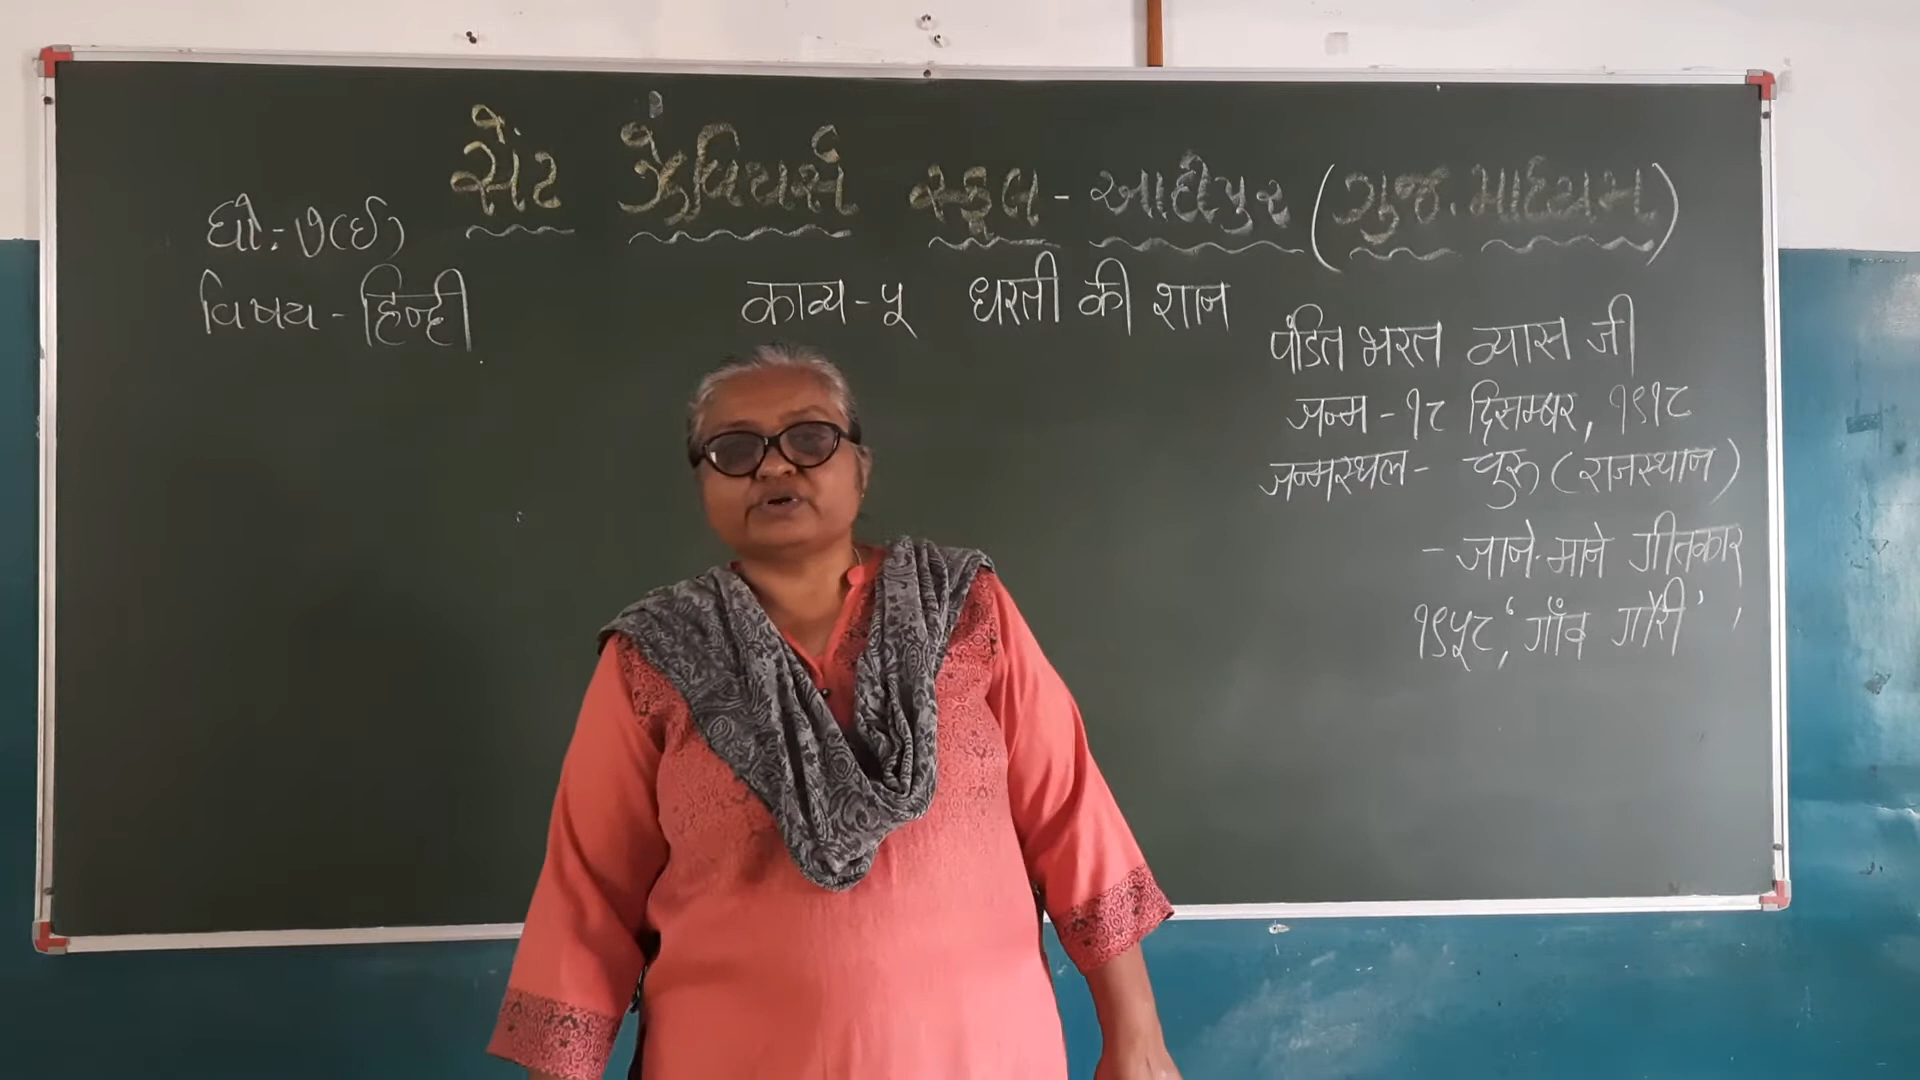 સેંટ ઝેવિયર્સ સ્કૂલ - આદીપુર (ગુજ. માધ્યમ)
ધો:- ૭(ઈ)
विषय - हिन्दी
काव्य - ५ धरती की शान
पंडित भरत व्यास जी
जन्म - १८ दिसम्बर, १९१८
जन्मस्थल - चुरू (राजस्थान)
- जाने-माने गीतकार
१९५८, 'गाँव गौरी' ,